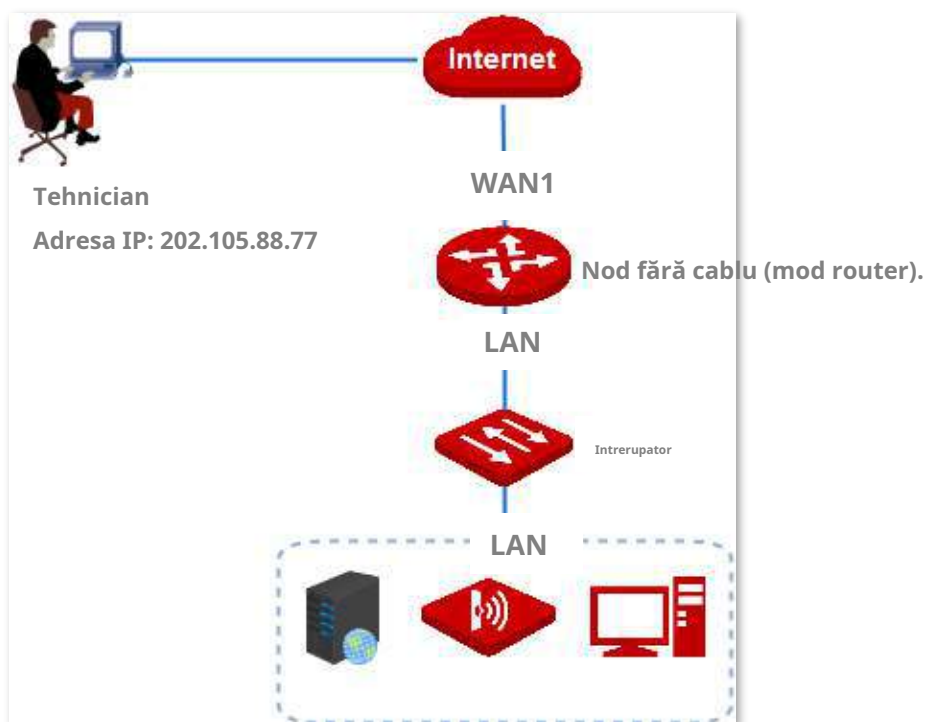 Internet
WAN1
Tehnician
Adresa IP: 202.105.88.77
Nod fără cablu (mod router).
LAN
Intrerupator
LAN